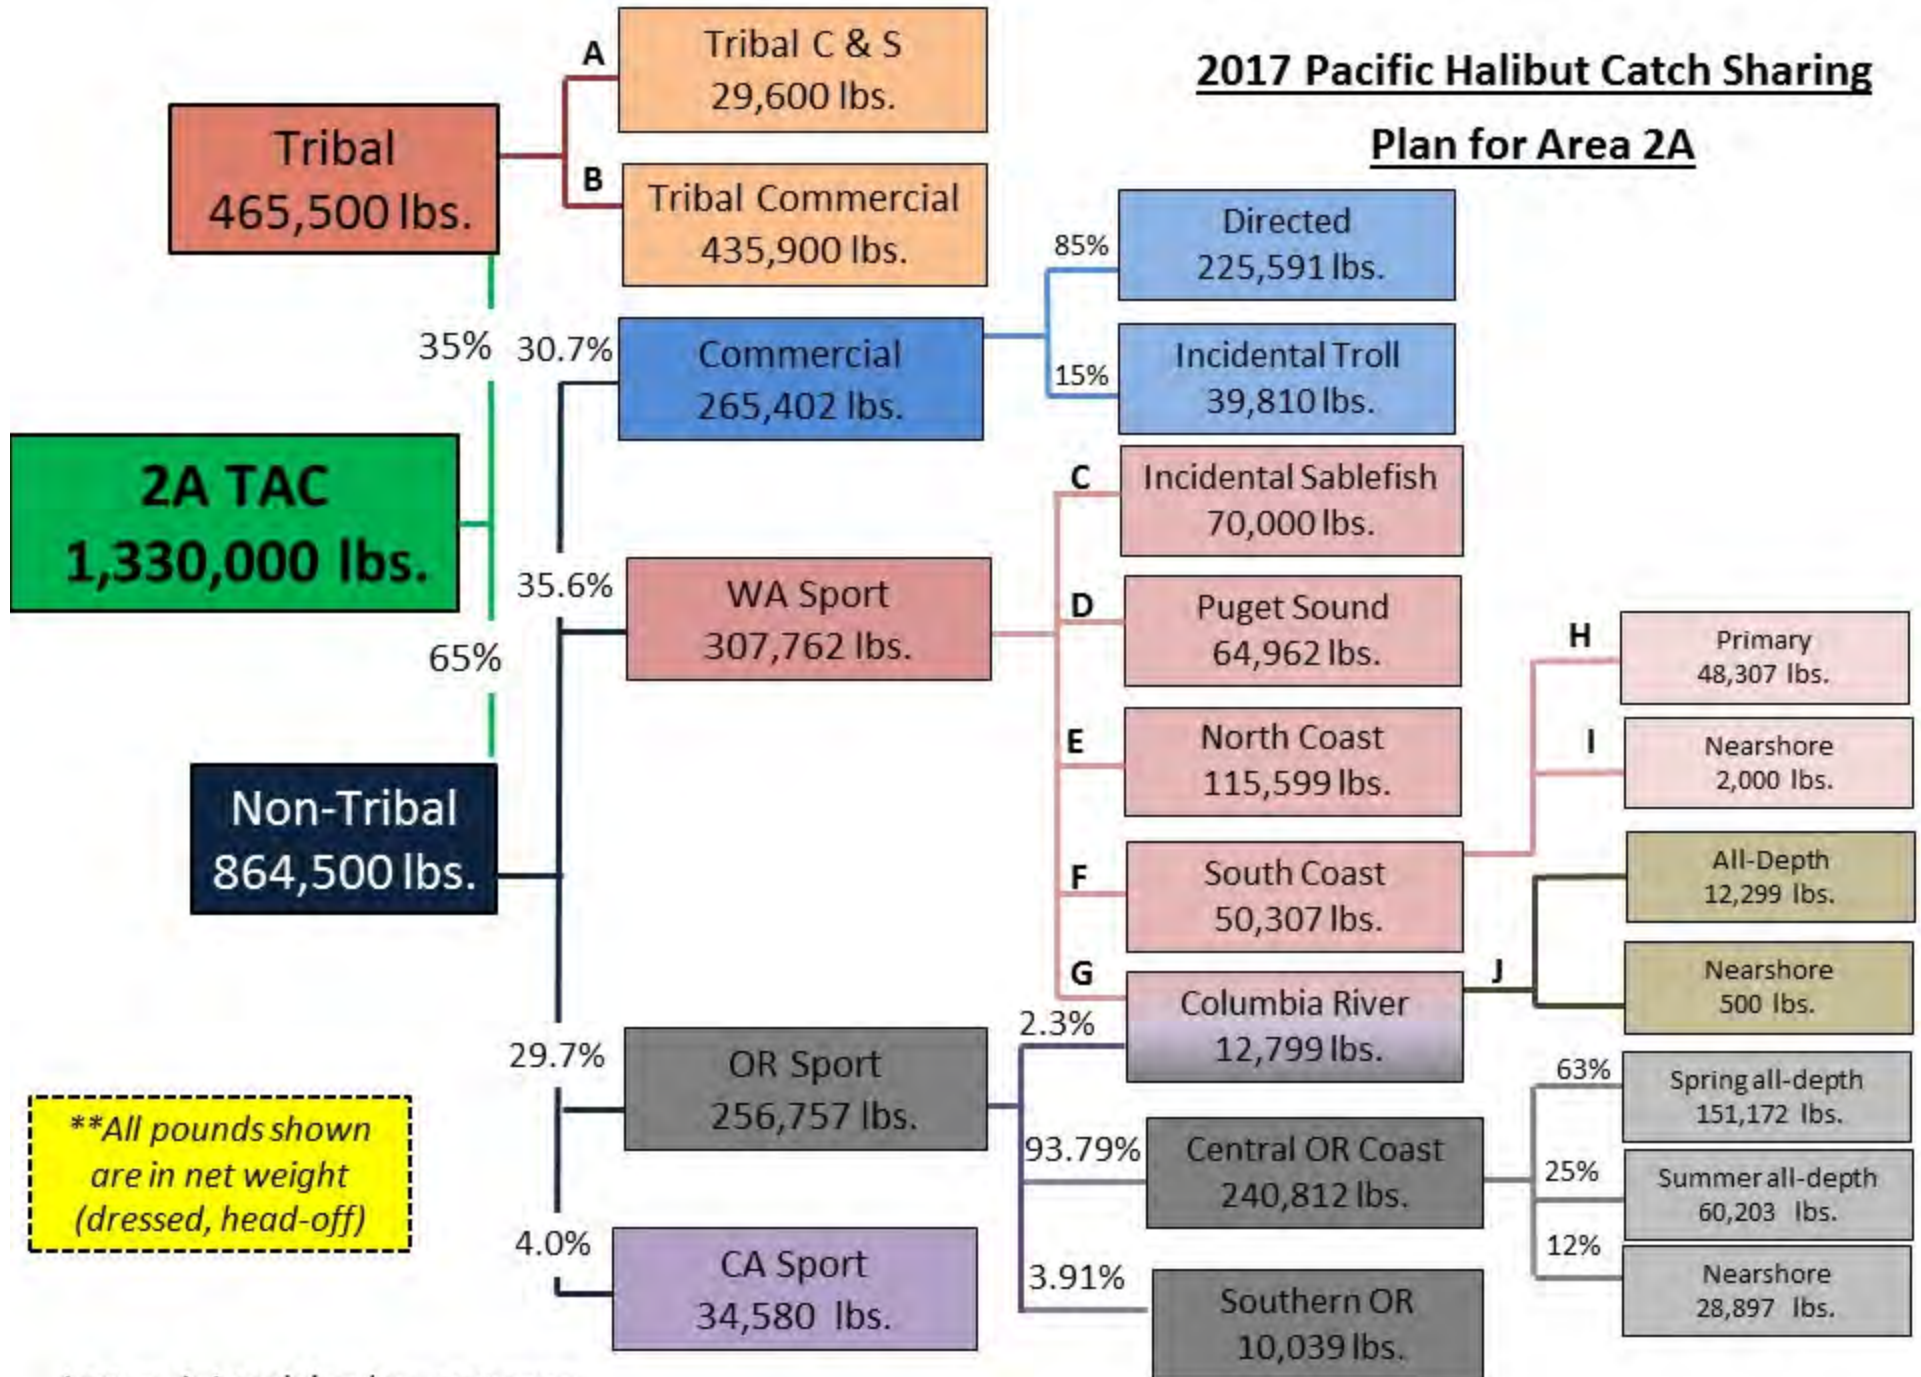 2017 Pacific Halibut Catch Sharing
Plan for Area 2A
2A TAC
1,330,000 lbs.
35%
65%
Tribal
465,500 lbs.
A
Tribal C & S
29,600 lbs.
B
Tribal Commercial
435,900 lbs.
Non-Tribal
864,500 lbs.
30.7%
Commercial
265,402 lbs.
85%
Directed
225,591 lbs.
15%
Incidental Troll
39,810 lbs.
35.6%
WA Sport
307,762 lbs.
C
Incidental Sablefish
70,000 lbs.
D
Puget Sound
64,962 lbs.
E
North Coast
115,599 lbs.
F
South Coast
50,307 lbs.
H
Primary
48,307 lbs.
I
Nearshore
2,000 lbs.
G
Columbia River
12,799 lbs.
J
All-Depth
12,299 lbs.
Nearshore
500 lbs.
29.7%
OR Sport
256,757 lbs.
2.3%
93.79%
Central OR Coast
240,812 lbs.
63%
Spring all-depth
151,172 lbs.
25%
Summer all-depth
60,203 lbs.
12%
Nearshore
28,897 lbs.
3.91%
Southern OR
10,039 lbs.
4.0%
CA Sport
34,580 lbs.
**All pounds shown
are in net weight
(dressed, head-off)